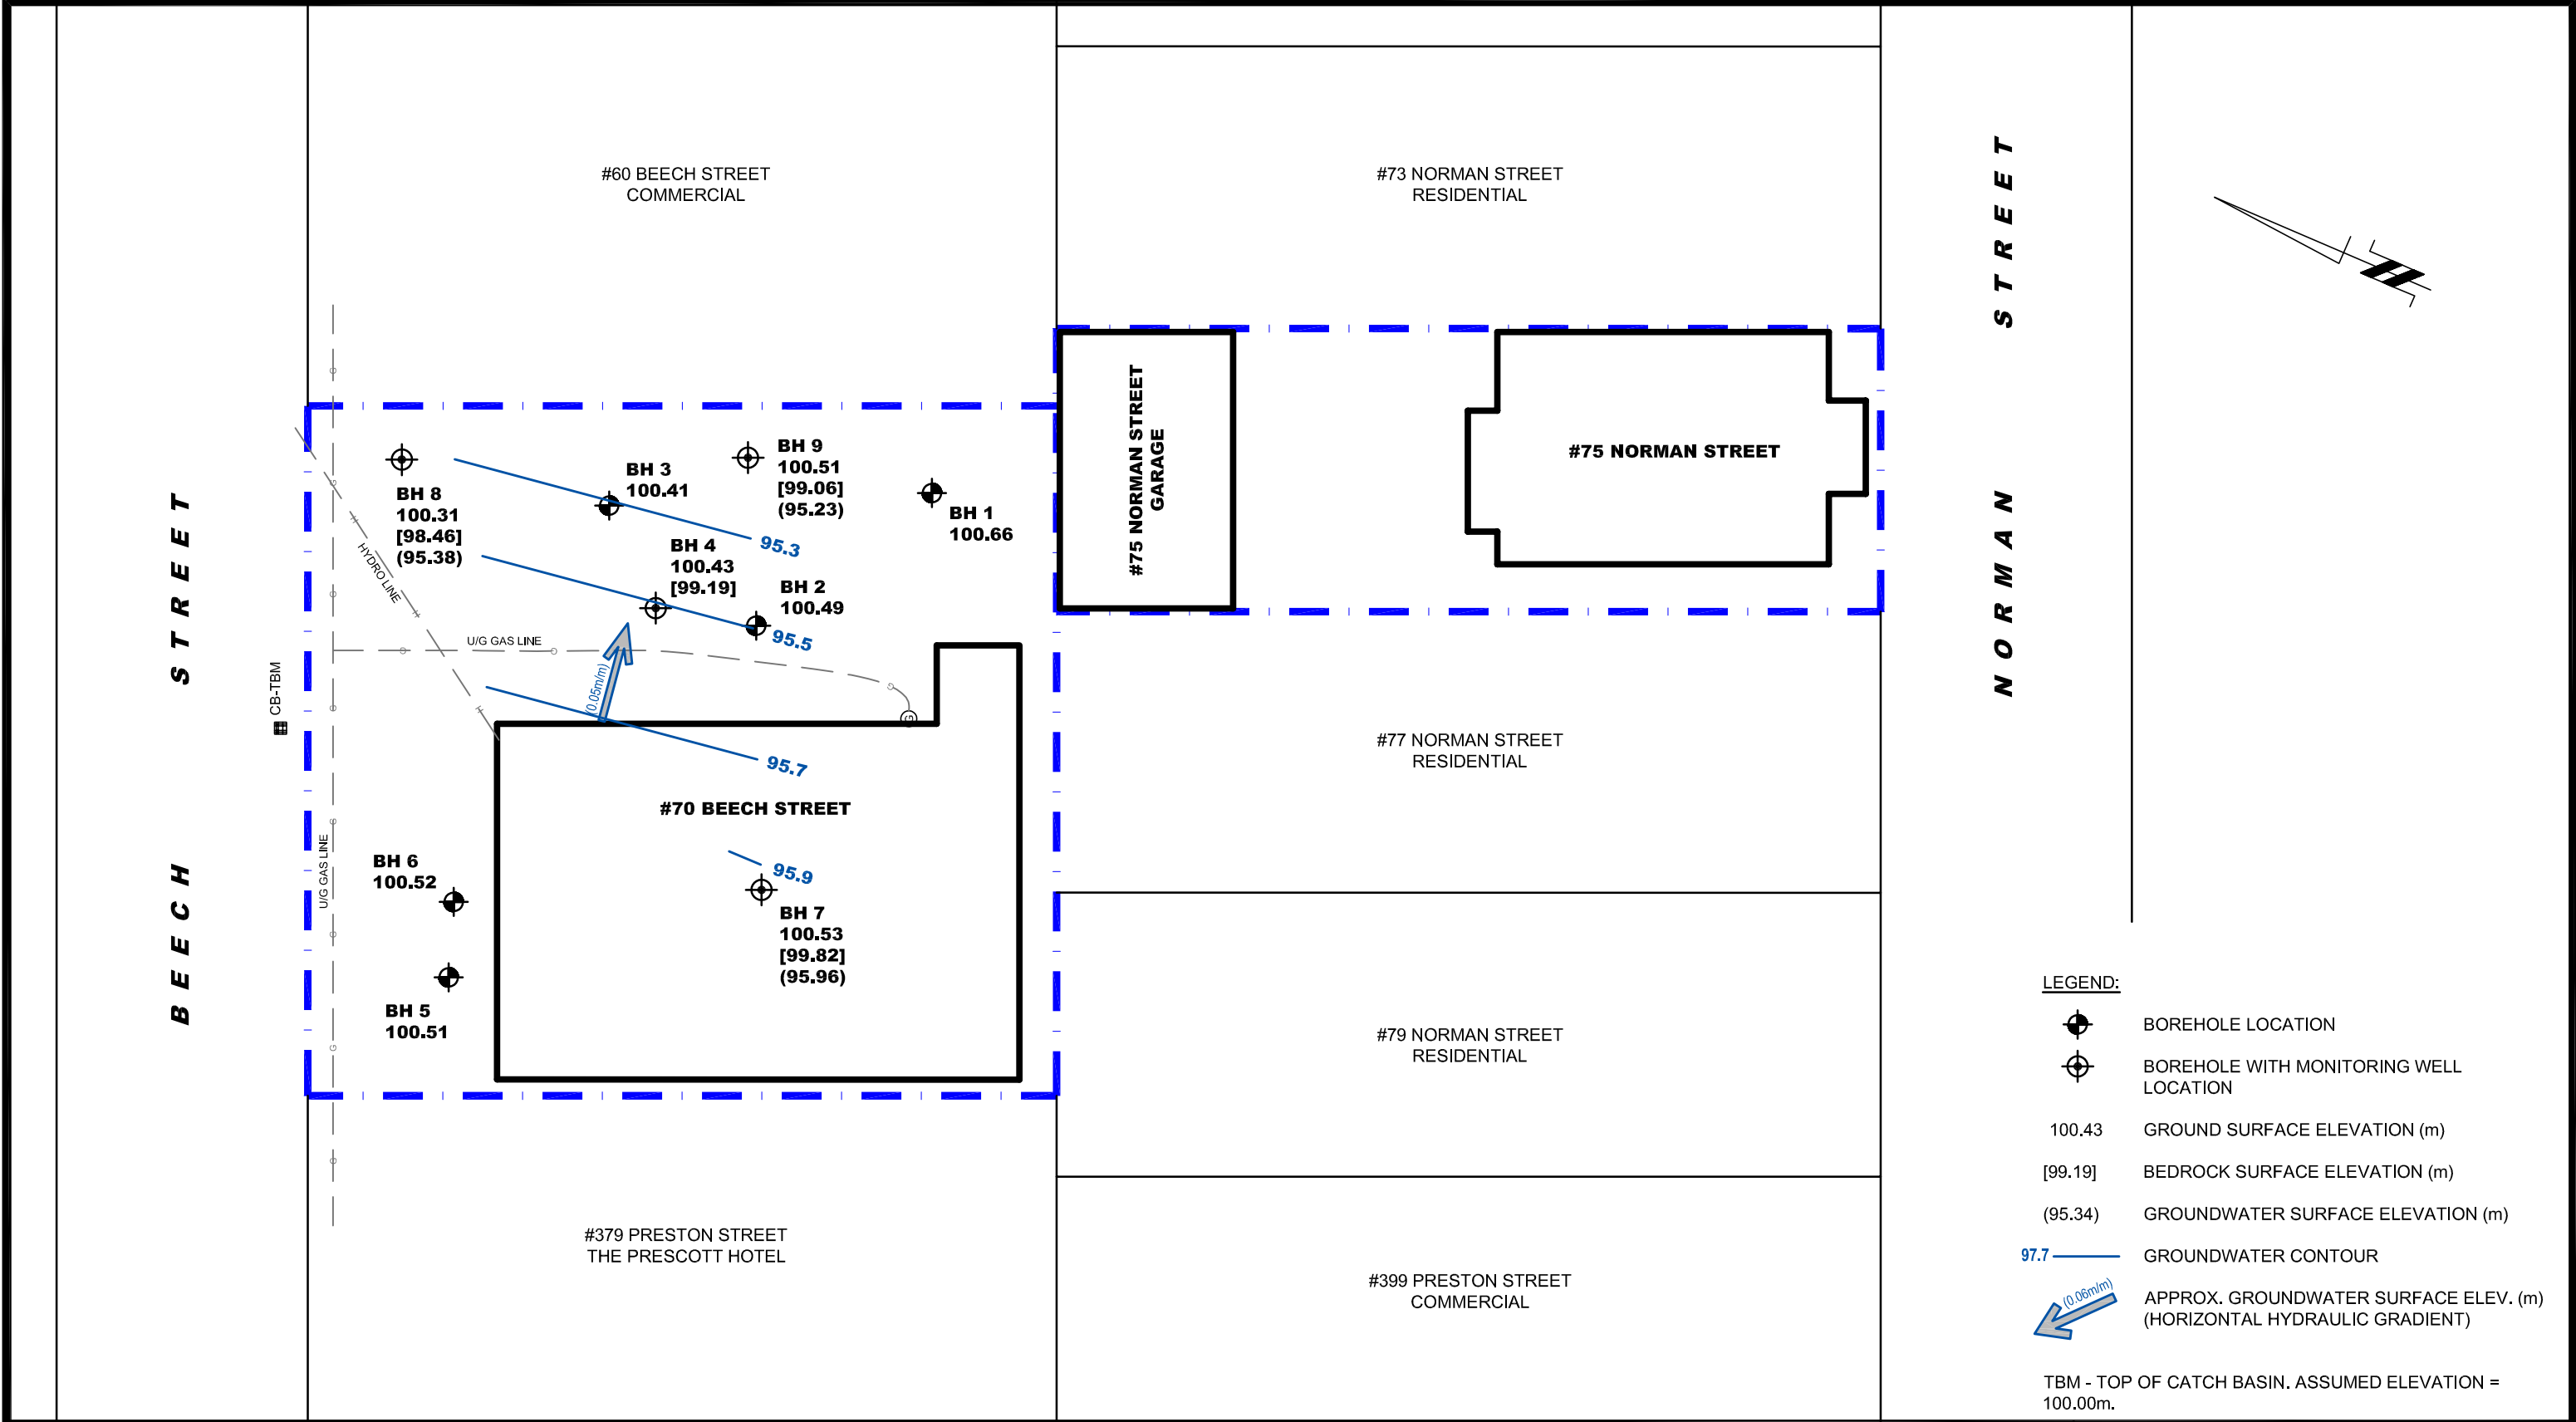 #60 BEECH STREET
COMMERCIAL
#73 NORMAN STREET
RESIDENTIAL
BEECH STREET
NORMAN STREET
#75 NORMAN STREET
GARAGE
#75 NORMAN STREET
BH 8
100.31
[98.46]
(95.38)
BH 3
100.41
BH 9
100.51
[99.06]
(95.23)
BH 1
100.66
95.3
BH 4
100.43
[99.19]
BH 2
100.49
95.5
HYDRO LINE
H
H
H
U/G GAS LINE
(0.05m/m)
G
CB-TBM
95.7
#70 BEECH STREET
95.9
BH 6
100.52
U/G GAS LINE
BH 7
100.53
[99.82]
(95.96)
BH 5
100.51
#77 NORMAN STREET
RESIDENTIAL
#79 NORMAN STREET
RESIDENTIAL
#379 PRESTON STREET
THE PRESCOTT HOTEL
#399 PRESTON STREET
COMMERCIAL
LEGEND:
BOREHOLE LOCATION
BOREHOLE WITH MONITORING WELL
LOCATION
100.43 GROUND SURFACE ELEVATION (m)
[99.19] BEDROCK SURFACE ELEVATION (m)
(95.34) GROUNDWATER SURFACE ELEVATION (m)
97.7 GROUNDWATER CONTOUR
(0.06m/m)
APPROX. GROUNDWATER SURFACE ELEV. (m)
(HORIZONTAL HYDRAULIC GRADIENT)
TBM - TOP OF CATCH BASIN. ASSUMED ELEVATION =
100.00m.